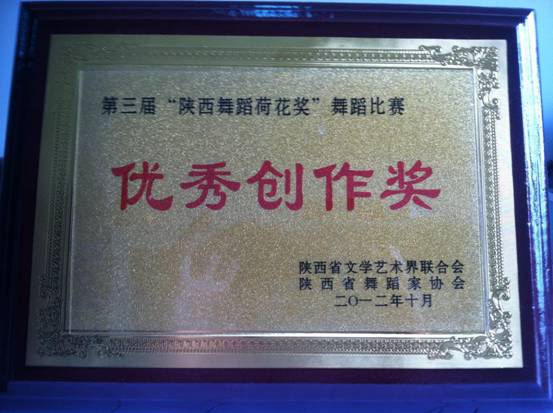 第三届“陕西舞蹈荷花奖”舞蹈比赛
优秀创作奖
陕西省文学艺术界联合会
陕西省舞蹈家协会
二〇一二年十月